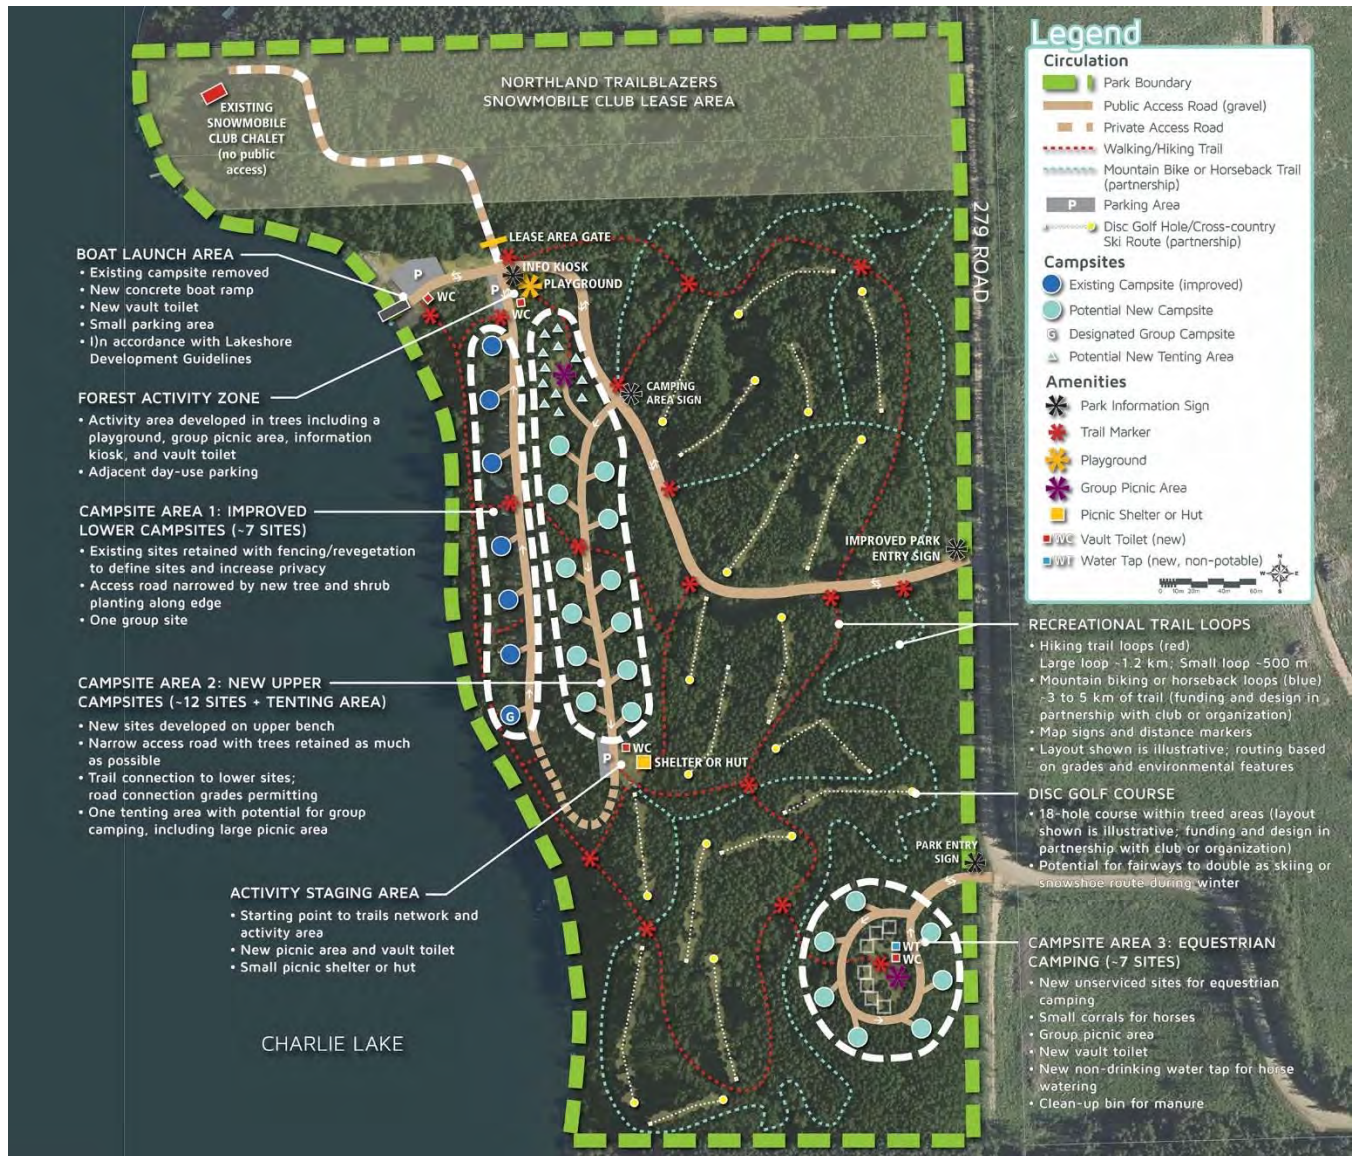 NORTHLAND TRAILBLAZERS
SNOWMOBILE CLUB LEASE AREA
EXISTING
SNOWMOBILE
CLUB CHALET
(no public
access)
LEASE AREA GATE
INFO KIOSK
PLAYGROUND
P
P
WC
WC
CAMPING
AREA SIGN
279 ROAD
IMPROVED PARK
ENTRY SIGN
G
P
WC
SHELTER OR HUT
PARK ENTRY
SIGN
WT
WC
CHARLIE LAKE
BOAT LAUNCH AREA
• Existing campsite removed
• New concrete boat ramp
• New vault toilet
• Small parking area
• I)n accordance with Lakeshore
Development Guidelines
FOREST ACTIVITY ZONE
• Activity area developed in trees including a
playground, group picnic area, information
kiosk, and vault toilet
• Adjacent day-use parking
CAMPSITE AREA 1: IMPROVED
LOWER CAMPSITES (~7 SITES)
• Existing sites retained with fencing/revegetation
to define sites and increase privacy
• Access road narrowed by new tree and shrub
planting along edge
• One group site
CAMPSITE AREA 2: NEW UPPER
CAMPSITES (~12 SITES + TENTING AREA)
• New sites developed on upper bench
• Narrow access road with trees retained as much
as possible
• Trail connection to lower sites;
road connection grades permitting
• One tenting area with potential for group
camping, including large picnic area
ACTIVITY STAGING AREA
• Starting point to trails network and
activity area
• New picnic area and vault toilet
• Small picnic shelter or hut
Legend
Circulation
Park Boundary
Public Access Road (gravel)
Private Access Road
Walking/Hiking Trail
Mountain Bike or Horseback Trail
(partnership)
P Parking Area
Disc Golf Hole/Cross-country
Ski Route (partnership)
Campsites
Existing Campsite (improved)
Potential New Campsite
G Designated Group Campsite
Potential New Tenting Area
Amenities
Park Information Sign
Trail Marker
Playground
Group Picnic Area
Picnic Shelter or Hut
WC Vault Toilet (new)
WT Water Tap (new, non-potable)
N
W E
S
0 10m 20m 40m 60m
RECREATIONAL TRAIL LOOPS
• Hiking trail loops (red)
Large loop ~1.2 km; Small loop ~500 m
• Mountain biking or horseback loops (blue)
~3 to 5 km of trail (funding and design in
partnership with club or organization)
• Map signs and distance markers
• Layout shown is illustrative; routing based
on grades and environmental features
DISC GOLF COURSE
• 18-hole course within treed areas (layout
shown is illustrative; funding and design in
partnership with club or organization)
• Potential for fairways to double as skiing or
snowshoe route during winter
CAMPSITE AREA 3: EQUESTRIAN
CAMPING (~7 SITES)
• New unserviced sites for equestrian
camping
• Small corrals for horses
• Group picnic area
• New vault toilet
• New non-drinking water tap for horse
watering
• Clean-up bin for manure